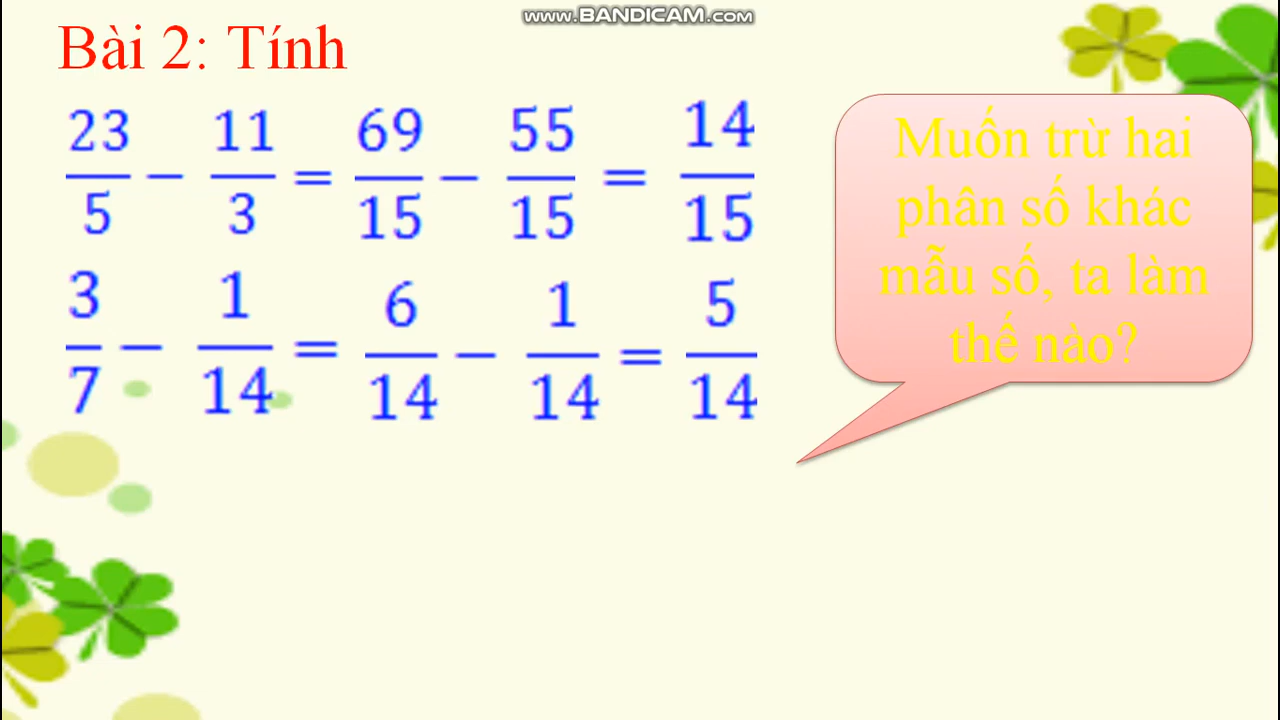 www.BANDICAM.com
Bài 2: Tính
23/5 − 11/3 = 69/15 − 55/15 = 14/15
3/7 − 1/14 = 6/14 − 1/14 = 5/14
Muốn trừ hai
phân số khác
mẫu số, ta làm
thế nào?